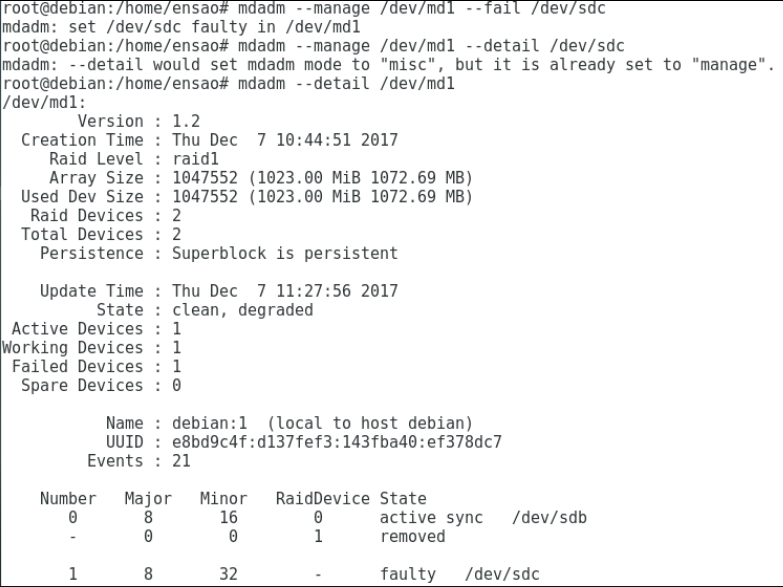 root@debian:/home/ensao# mdadm --manage /dev/md1 --fail /dev/sdc
mdadm: set /dev/sdc faulty in /dev/md1
root@debian:/home/ensao# mdadm --manage /dev/md1 --detail /dev/sdc
mdadm: --detail would set mdadm mode to "misc", but it is already set to "manage".
root@debian:/home/ensao# mdadm --detail /dev/md1
/dev/md1:
        Version : 1.2
  Creation Time : Thu Dec  7 10:44:51 2017
     Raid Level : raid1
     Array Size : 1047552 (1023.00 MiB 1072.69 MB)
  Used Dev Size : 1047552 (1023.00 MiB 1072.69 MB)
   Raid Devices : 2
  Total Devices : 2
    Persistence : Superblock is persistent

    Update Time : Thu Dec  7 11:27:56 2017
          State : clean, degraded
 Active Devices : 1
Working Devices : 1
 Failed Devices : 1
  Spare Devices : 0

           Name : debian:1  (local to host debian)
           UUID : e8bd9c4f:d137fef3:143fba40:ef378dc7
         Events : 21

    Number   Major   Minor   RaidDevice State
       0       8       16        0      active sync   /dev/sdb
       -       0        0        1      removed

       1       8       32        -      faulty   /dev/sdc